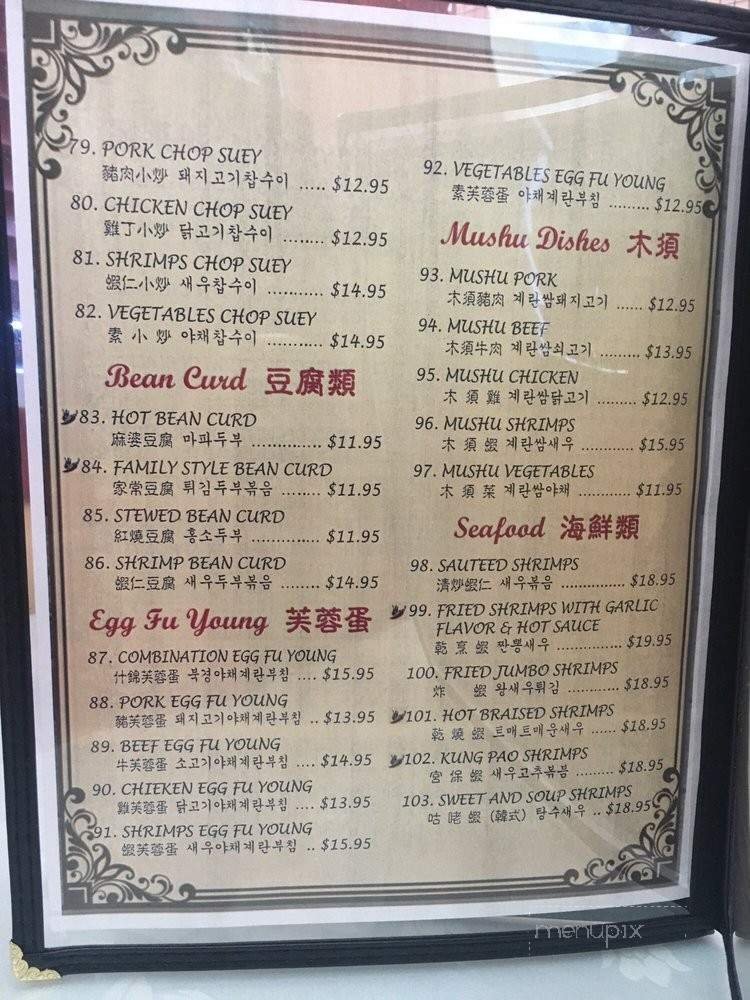 79. PORK CHOP SUEY
豬肉小炒 돼지고기찹수이 ..... $12.95
80. CHICKEN CHOP SUEY
雞丁小炒 닭고기찹수이 ........ $12.95
81. SHRIMPS CHOP SUEY
蝦仁小炒 새우찹수이 ........... $14.95
82. VEGETABLES CHOP SUEY
素 小 炒 야채찹수이 ........... $14.95
Bean Curd 豆腐類
83. HOT BEAN CURD
麻婆豆腐 마파두부 ............. $11.95
84. FAMILY STYLE BEAN CURD
家常豆腐 튀김두부볶음 ........ $11.95
85. STEWED BEAN CURD
紅燒豆腐 홍소두부 .............. $11.95
86. SHRIMP BEAN CURD
蝦仁豆腐 새우두부볶음 ........ $14.95
Egg Fu Young 芙蓉蛋
87. COMBINATION EGG FU YOUNG
什錦芙蓉蛋 북경야채계란부침 .... $15.95
88. PORK EGG FU YOUNG
豬芙蓉蛋 돼지고기야채계란부침 .. $13.95
89. BEEF EGG FU YOUNG
牛芙蓉蛋 소고기야채계란부침 .... $14.95
90. CHIEKEN EGG FU YOUNG
雞芙蓉蛋 닭고기야채계란부침 .... $13.95
91. SHRIMPS EGG FU YOUNG
蝦芙蓉蛋 새우야채계란부침 .. $15.95
92. VEGETABLES EGG FU YOUNG
素芙蓉蛋 야채계란부침 ......... $12.95
Mushu Dishes 木須
93. MUSHU PORK
木須豬肉 계란쌈돼지고기 ...... $12.95
94. MUSHU BEEF
木須牛肉 계란쌈쇠고기 ......... $13.95
95. MUSHU CHICKEN
木 須 雞 계란쌈닭고기 ......... $12.95
96. MUSHU SHRIMPS
木 須 蝦 계란쌈새우 ............ $15.95
97. MUSHU VEGETABLES
木 須 菜 계란쌈야채 ............ $11.95
Seafood 海鮮類
98. SAUTEED SHRIMPS
清炒蝦仁 새우볶음 .............. $18.95
99. FRIED SHRIMPS WITH GARLIC
FLAVOR & HOT SAUCE
乾 烹 蝦 깐뽕새우 ............... $19.95
100. FRIED JUMBO SHRIMPS
炸 蝦 왕새우튀김 ............ $18.95
101. HOT BRAISED SHRIMPS
乾 燒 蝦 트매트매운새우 ...... $18.95
102. KUNG PAO SHRIMPS
宮 保 蝦 새우고추볶음 ......... $18.95
103. SWEET AND SOUP SHRIMPS
咕 咾 蝦 (韓式) 탕수새우 .. $18.95
menupix